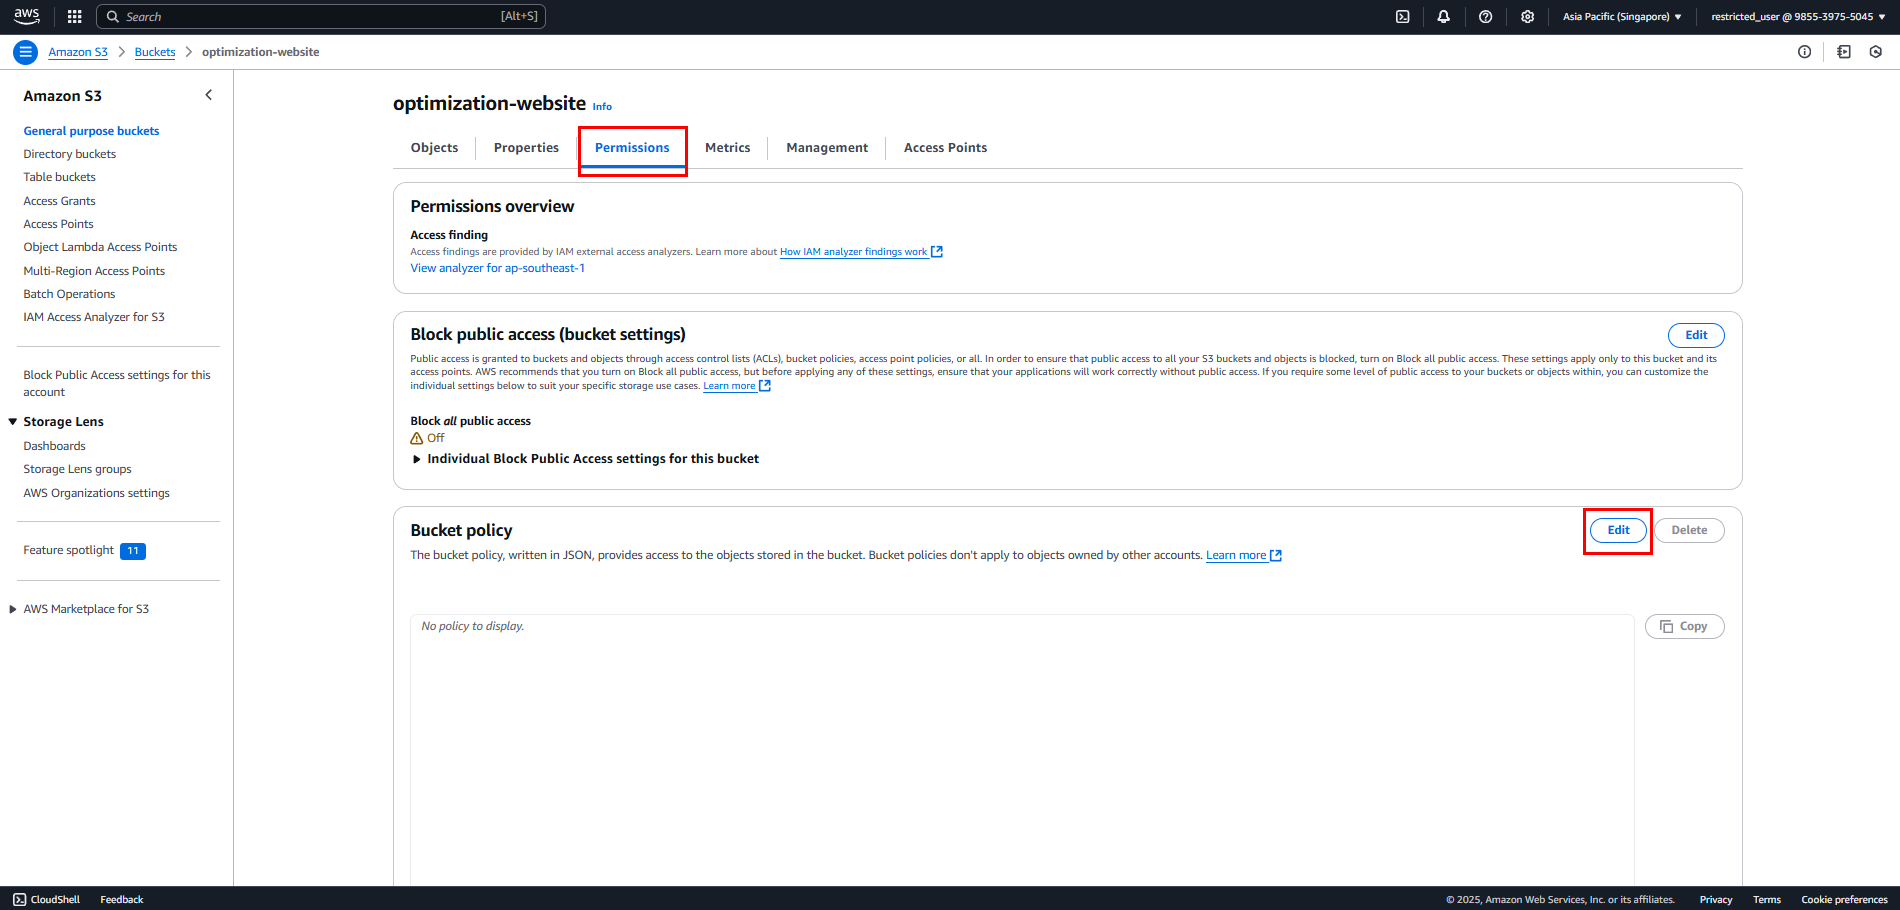 aws
Search
[Alt+S]
Asia Pacific (Singapore)
restricted_user @ 9855-3975-5045
Amazon S3
Buckets
optimization-website
Amazon S3
General purpose buckets
Directory buckets
Table buckets
Access Grants
Access Points
Object Lambda Access Points
Multi-Region Access Points
Batch Operations
IAM Access Analyzer for S3
Block Public Access settings for this
account
Storage Lens
Dashboards
Storage Lens groups
AWS Organizations settings
Feature spotlight 11
AWS Marketplace for S3
optimization-website Info
Objects
Properties
Permissions
Metrics
Management
Access Points
Permissions overview
Access finding
Access findings are provided by IAM external access analyzers. Learn more about How IAM analyzer findings work
View analyzer for ap-southeast-1
Block public access (bucket settings)
Edit
Public access is granted to buckets and objects through access control lists (ACLs), bucket policies, access point policies, or all. In order to ensure that public access to all your S3 buckets and objects is blocked, turn on Block all public access. These settings apply only to this bucket and its
access points. AWS recommends that you turn on Block all public access, but before applying any of these settings, ensure that your applications will work correctly without public access. If you require some level of public access to your buckets or objects within, you can customize the
individual settings below to suit your specific storage use cases. Learn more
Block all public access
Off
Individual Block Public Access settings for this bucket
Bucket policy
Edit
Delete
The bucket policy, written in JSON, provides access to the objects stored in the bucket. Bucket policies don't apply to objects owned by other accounts. Learn more
No policy to display.
Copy
CloudShell
Feedback
© 2025, Amazon Web Services, Inc. or its affiliates.
Privacy
Terms
Cookie preferences